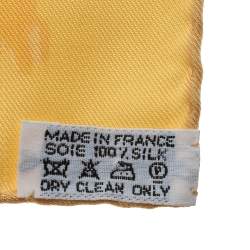 MADE IN FRANCE
SOIE 100% SILK
P
DRY CLEAN ONLY